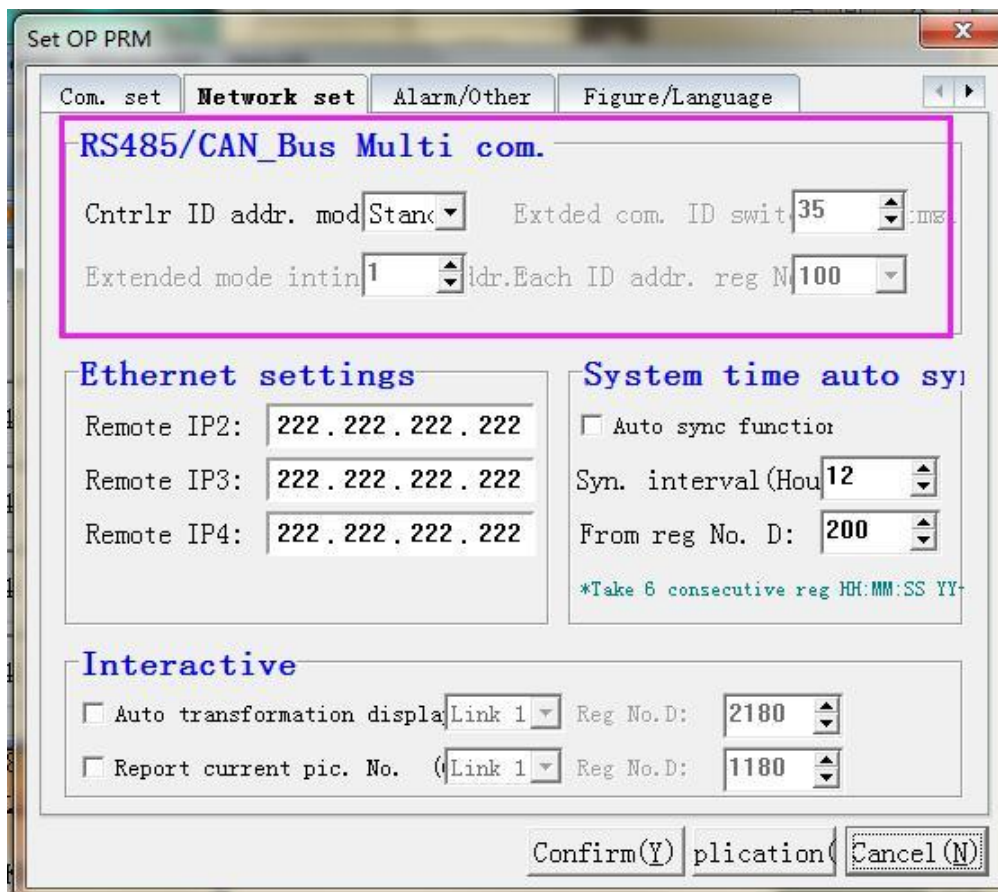 Set OP PRM
Com. set Network set Alarm/Other Figure/Language
RS485/CAN_Bus Multi com.
Cntrlr ID addr. mod Stand Extded com. ID swit 35 :ms.
Extended mode intin 1 ddr. Each ID addr. reg N 100
Ethernet settings
Remote IP2: 222.222.222.222
Remote IP3: 222.222.222.222
Remote IP4: 222.222.222.222
System time auto sy
Auto sync function
Syn. interval(Hou 12
From reg No. D: 200
*Take 6 consecutive reg HH:MM:SS YY-
Interactive
Auto transformation displa Link 1 Reg No.D: 2180
Report current pic. No. ( Link 1 Reg No.D: 1180
Confirm(Y) plication( Cancel(N)